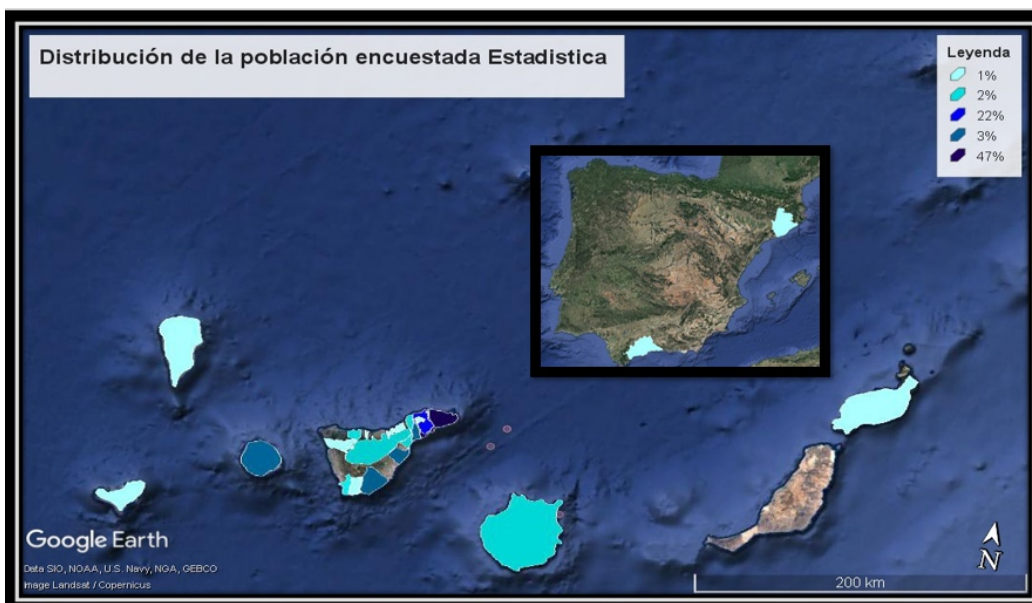 Distribución de la población encuestada Estadistica
Leyenda
1%
2%
22%
3%
47%
Google Earth
Data SIO, NOAA, U.S. Navy, NGA, GEBCO
Image Landsat / Copernicus
N
200 km